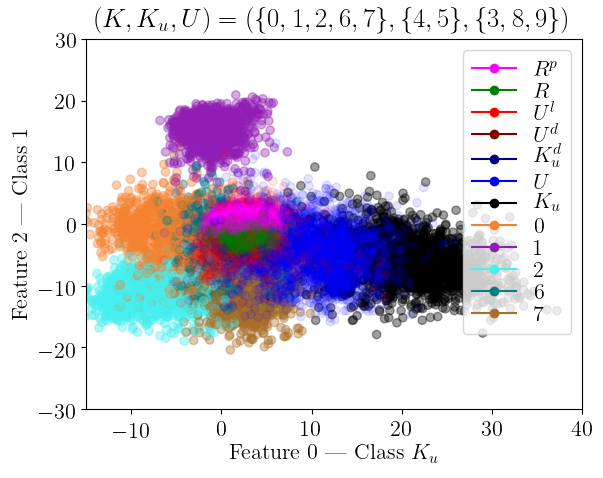 (K, K_u, U) = ({0, 1, 2, 6, 7}, {4, 5}, {3, 8, 9})
30
20
10
0
−10
−20
−30
Feature 2 — Class 1
R^p
R
U^l
U^d
K_u^d
U
K_u
0
1
2
6
7
−10
0
10
20
30
40
Feature 0 — Class K_u